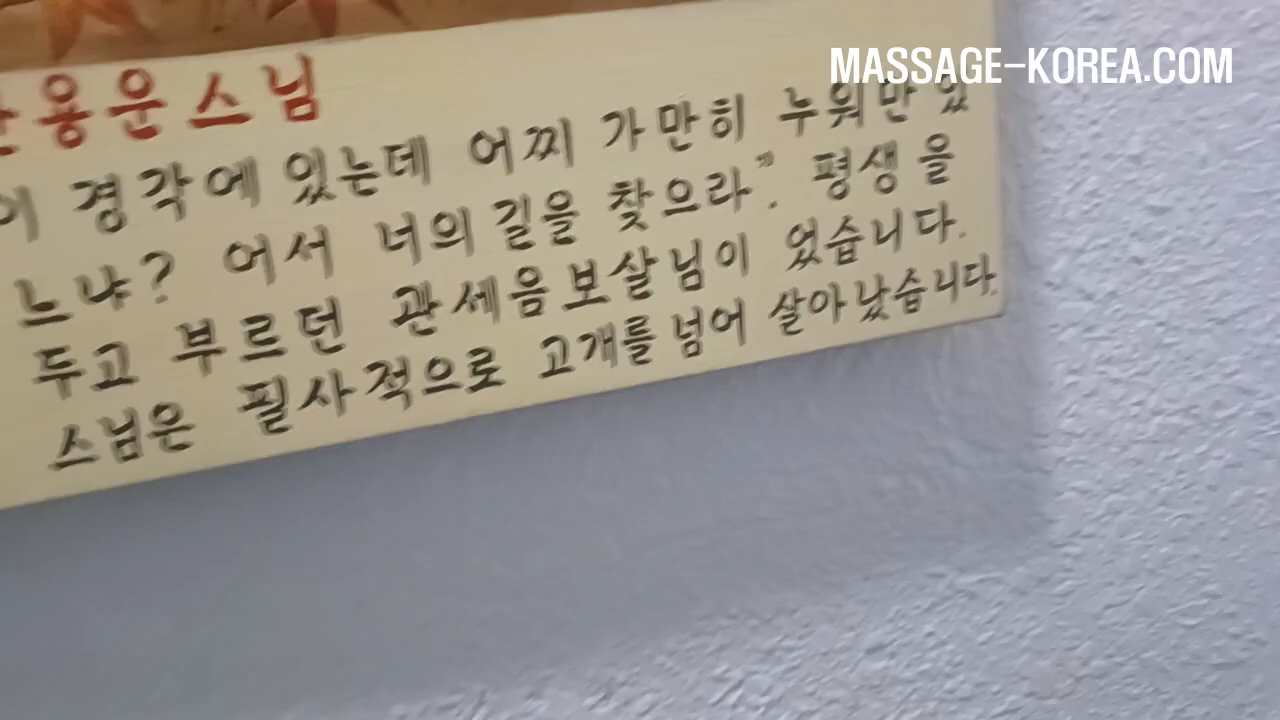 MASSAGE-KOREA.COM
용운스님
경각에 있는데 어찌 가만히 누워만 있
느냐? 어서 너의 길을 찾으라". 평생을
두고 부르던 관세음보살님이 었습니다.
스님은 필사적으로 고개를 넘어 살아났습니다.